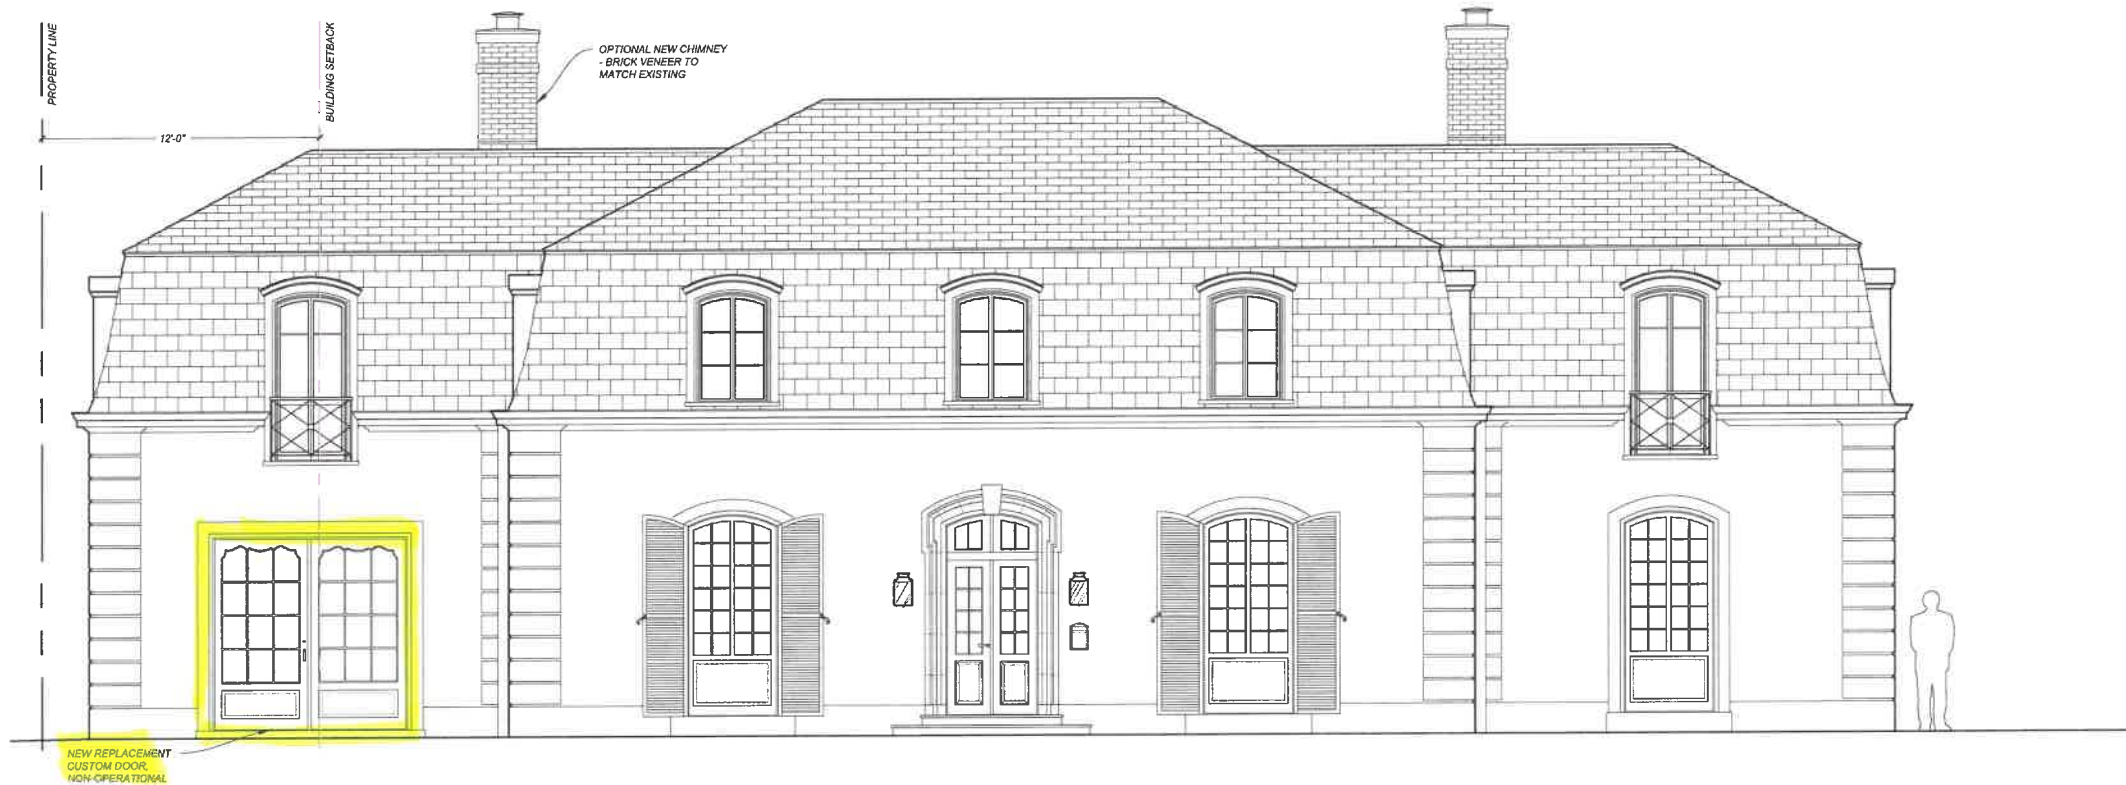 PROPERTY LINE
BUILDING SETBACK
12'-0"
OPTIONAL NEW CHIMNEY
- BRICK VENEER TO
MATCH EXISTING
NEW REPLACEMENT
CUSTOM DOOR,
NON-OPERATIONAL